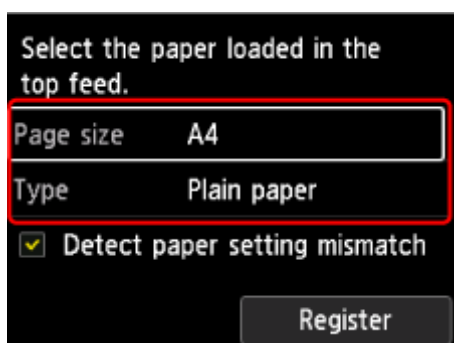 Select the paper loaded in the
top feed.
Page size A4
Type Plain paper
Detect paper setting mismatch
Register